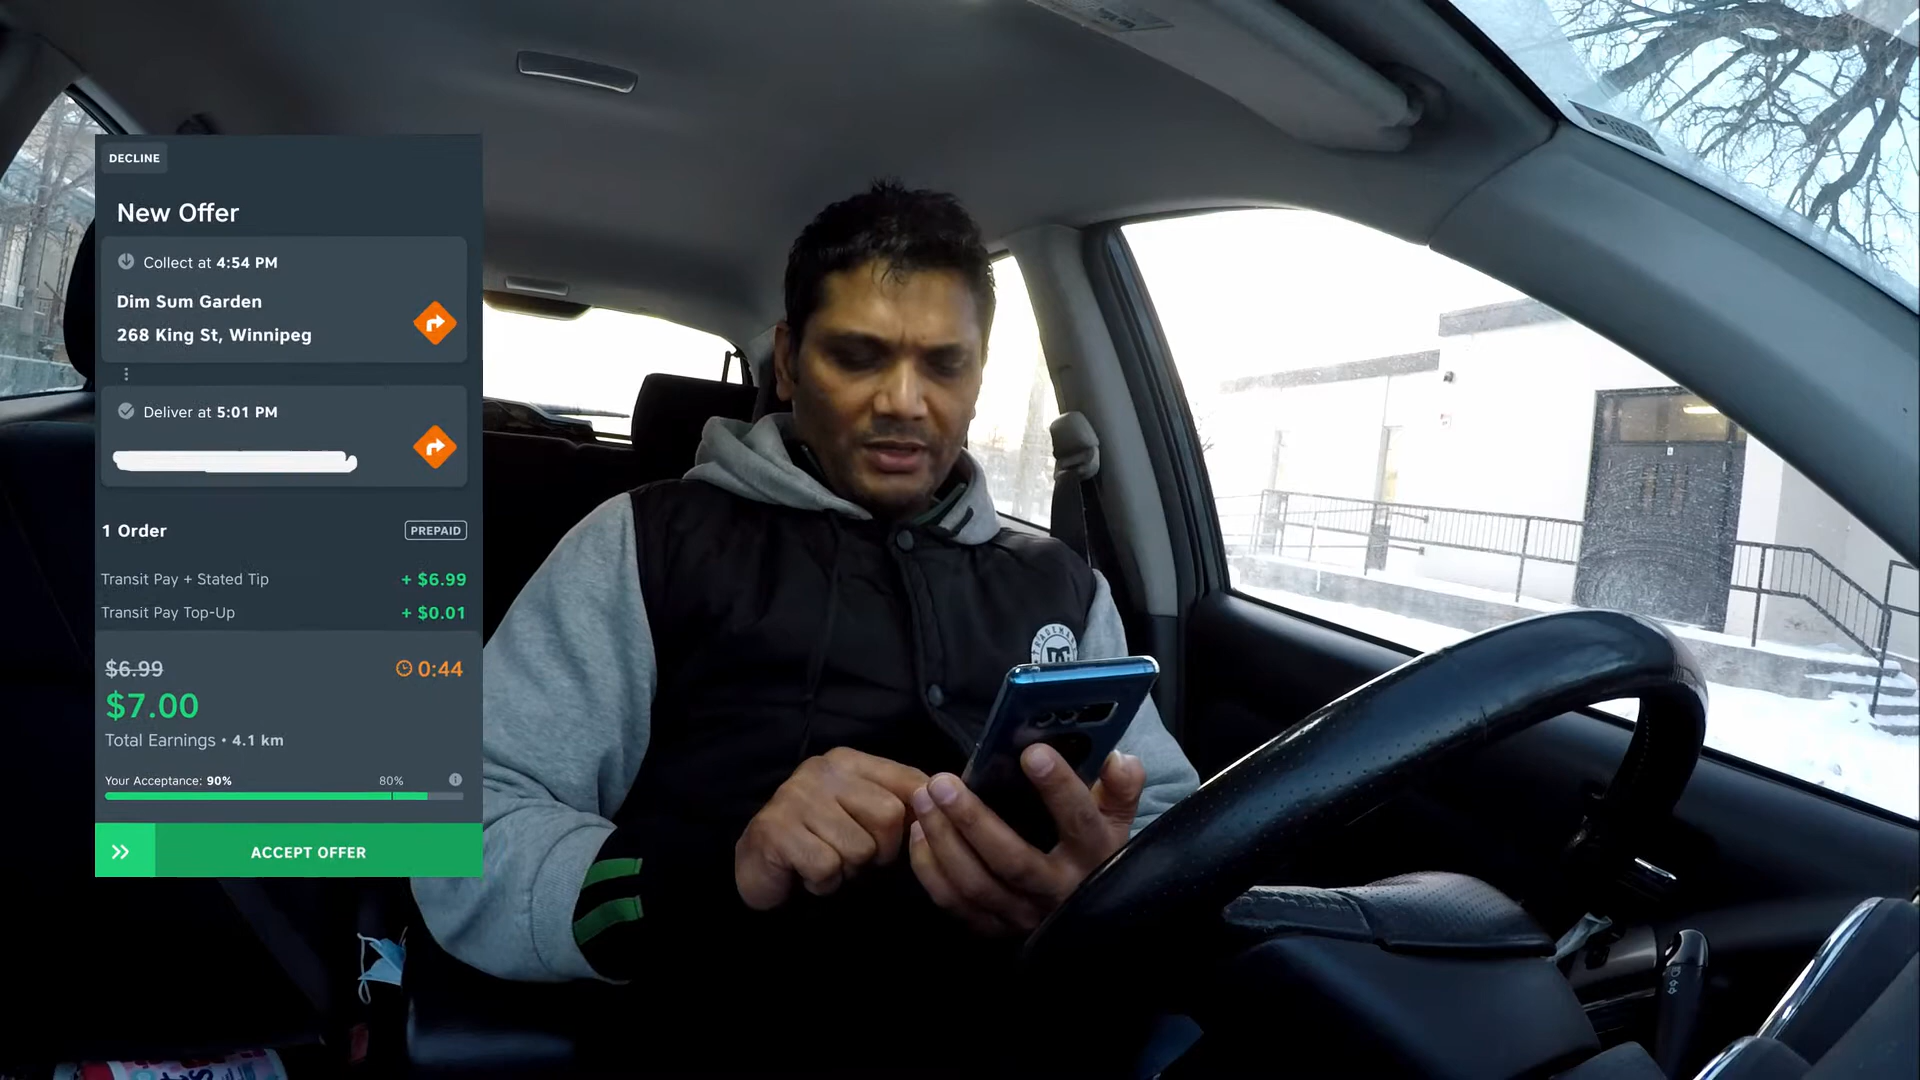 DECLINE
New Offer
Collect at 4:54 PM
Dim Sum Garden
268 King St, Winnipeg
Deliver at 5:01 PM
1 Order PREPAID
Transit Pay + Stated Tip + $6.99
Transit Pay Top-Up + $0.01
$6.99 0:44
$7.00
Total Earnings • 4.1 km
Your Acceptance: 90% 80%
ACCEPT OFFER